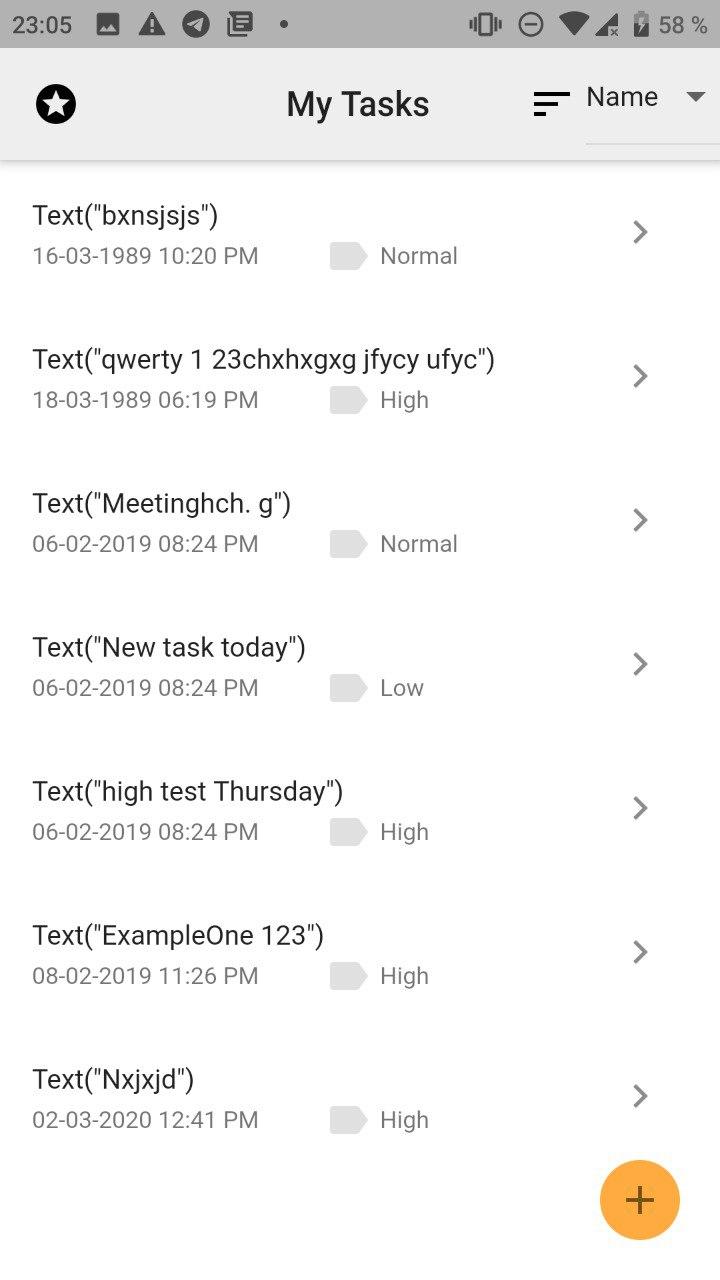 23:05 58 %
My Tasks Name
Text("bxnsjsjs")
16-03-1989 10:20 PM Normal
Text("qwerty 1 23chxhxgxg jfycy ufyc")
18-03-1989 06:19 PM High
Text("Meetinghch. g")
06-02-2019 08:24 PM Normal
Text("New task today")
06-02-2019 08:24 PM Low
Text("high test Thursday")
06-02-2019 08:24 PM High
Text("ExampleOne 123")
08-02-2019 11:26 PM High
Text("Nxjxjd")
02-03-2020 12:41 PM High